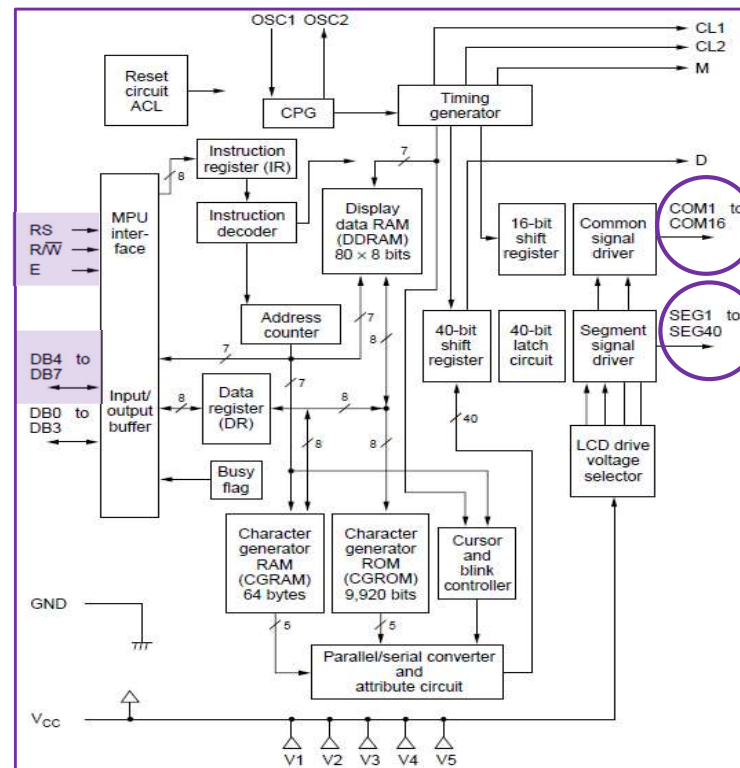 OSC1 OSC2
CL1
CL2
M
Reset
circuit
ACL
CPG
Timing
generator
Instruction
register (IR)
8
7
D
MPU
inter-
face
Instruction
decoder
Display
data RAM
(DDRAM)
80 × 8 bits
16-bit
shift
register
Common
signal
driver
COM1 to
COM16
RS
R/W̅
E
Address
counter
7
7
8
40-bit
shift
register
40-bit
latch
circuit
Segment
signal
driver
SEG1 to
SEG40
DB4 to
DB7
Input/
output
buffer
8
Data
register
(DR)
7
8
8
8
40
DB0 to
DB3
LCD drive
voltage
selector
Busy
flag
Character
generator
RAM
(CGRAM)
64 bytes
Character
generator
ROM
(CGROM)
9,920 bits
Cursor
and
blink
controller
GND
5
5
Parallel/serial converter
and
attribute circuit
VCC
V1 V2 V3 V4 V5